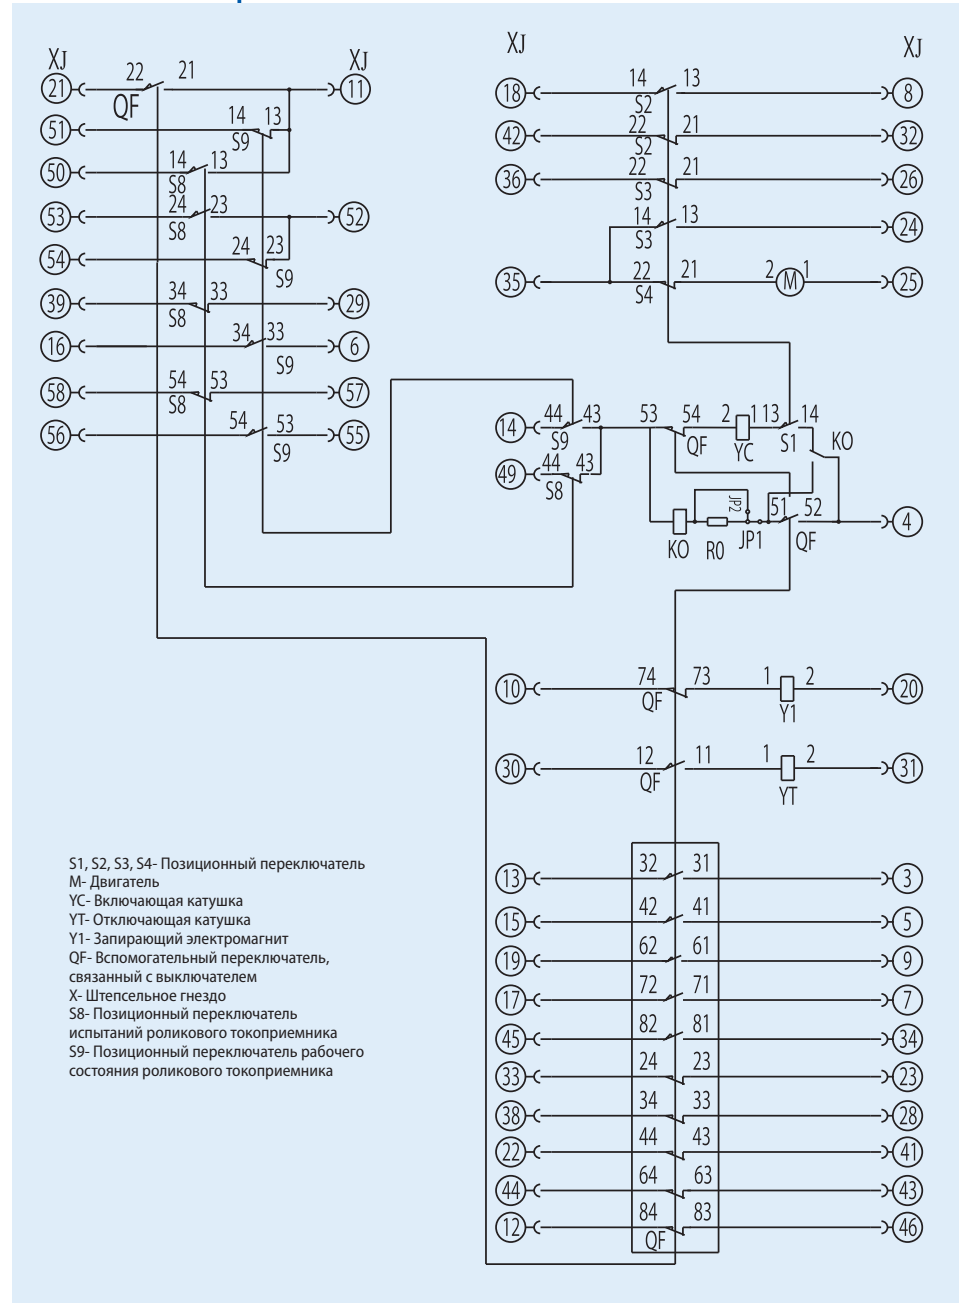 XJ XJ
21 22 21 11
QF
51 14 13
S9
50 14 13
S8
53 24 23 52
S8
54 24 23
S9
39 34 33 29
S8
16 34 33 6
S9
58 54 53 57
S8
56 54 53 55
S9
XJ XJ
18 14 13 8
S2
42 22 21 32
S2
36 22 21 26
S3
14 13 24
S3
35 22 21 2 M 1 25
S4
14 44 43 53 54 2 1 13 14
S9 QF YC S1 KO
49 44 43
S8
JP2 51 52 4
KO R0 JP1 QF
10 74 73 1 2 20
QF Y1
30 12 11 1 2 31
QF YT
13 32 31 3
15 42 41 5
19 62 61 9
17 72 71 7
45 82 81 34
33 24 23 23
38 34 33 28
22 44 43 41
44 64 63 43
12 84 83 46
QF
S1, S2, S3, S4- Позиционный переключатель
M- Двигатель
YC- Включающая катушка
YT- Отключающая катушка
Y1- Запирающий электромагнит
QF- Вспомогательный переключатель,
связанный с выключателем
X- Штепсельное гнездо
S8- Позиционный переключатель
испытаний роликового токоприемника
S9- Позиционный переключатель рабочего
состояния роликового токоприемника